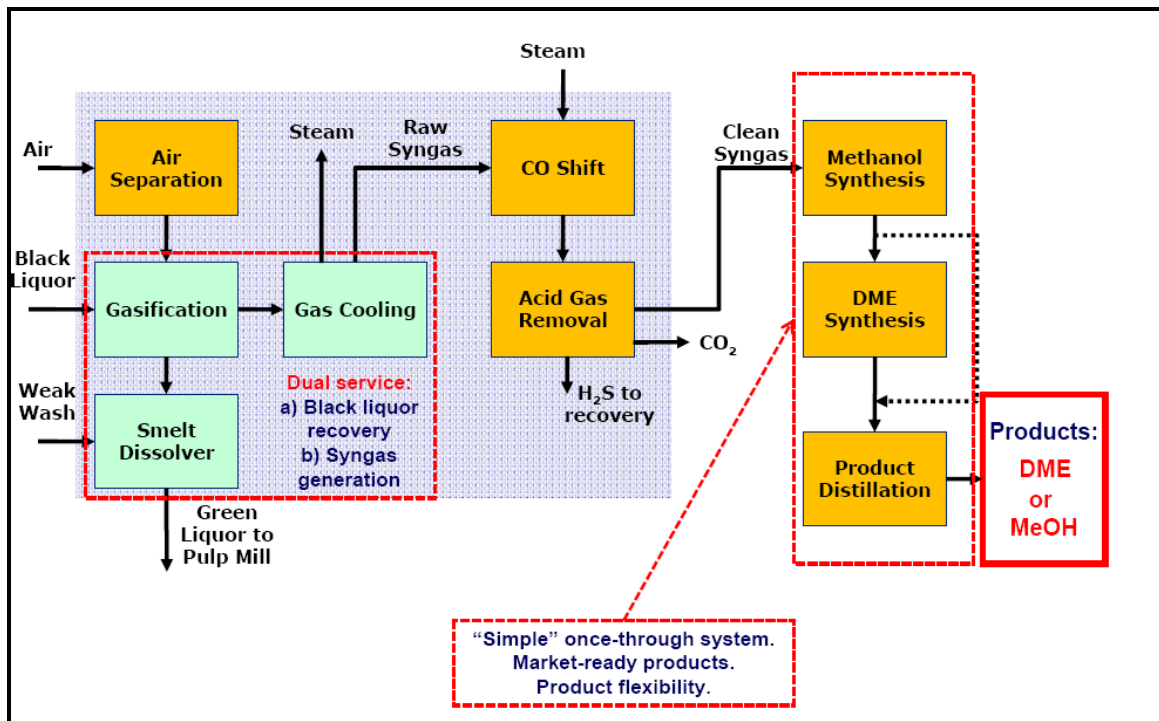 Steam
Air
Air
Separation
Steam
Raw
Syngas
CO Shift
Clean
Syngas
Methanol
Synthesis
Black
Liquor
Gasification
Gas Cooling
Acid Gas
Removal
DME
Synthesis
CO₂
Weak
Wash
Smelt
Dissolver
Dual service:
a) Black liquor
recovery
b) Syngas
generation
H₂S to
recovery
Product
Distillation
Products:
DME
or
MeOH
Green
Liquor to
Pulp Mill
“Simple” once-through system.
Market-ready products.
Product flexibility.